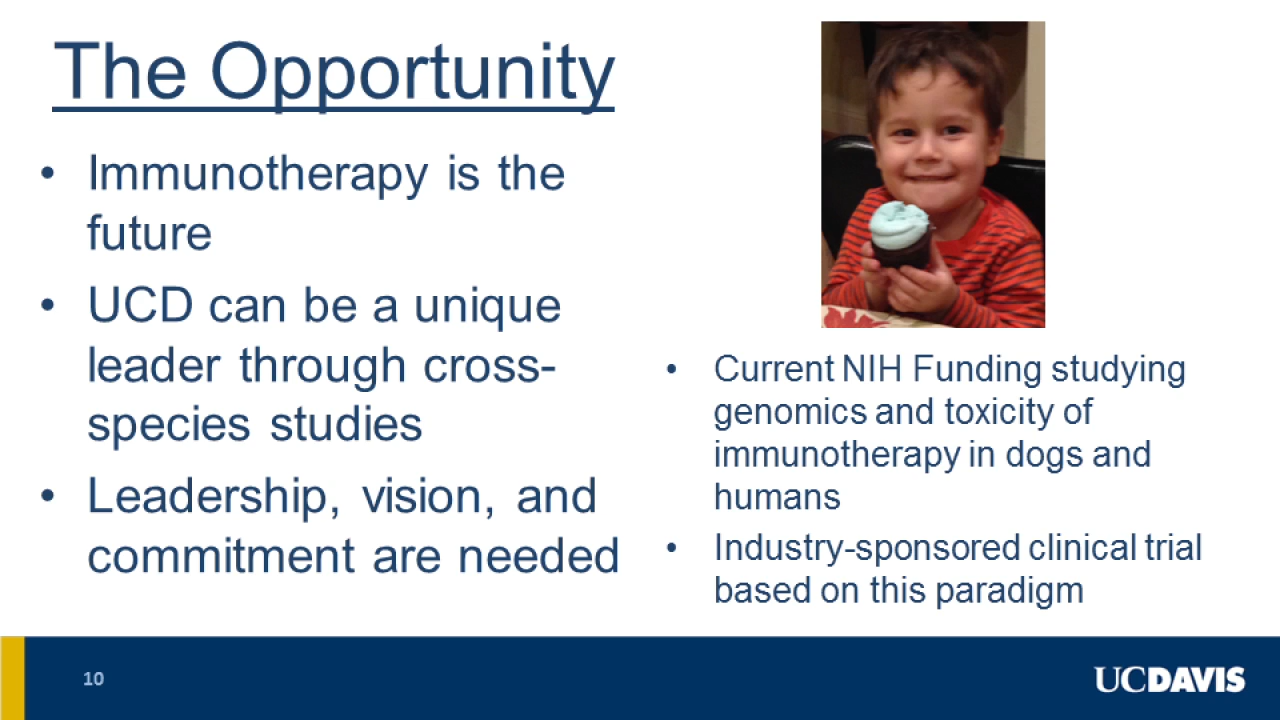 The Opportunity
• Immunotherapy is the
future
• UCD can be a unique
leader through cross-
species studies
• Leadership, vision, and
commitment are needed
• Current NIH Funding studying
genomics and toxicity of
immunotherapy in dogs and
humans
• Industry-sponsored clinical trial
based on this paradigm
10
UCDAVIS